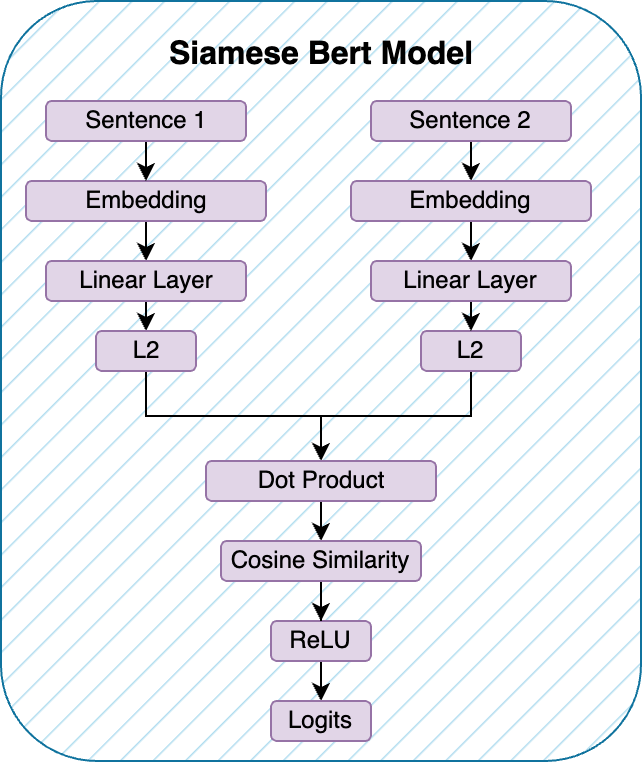 Siamese Bert Model
Sentence 1
Sentence 2
Embedding
Embedding
Linear Layer
Linear Layer
L2
L2
Dot Product
Cosine Similarity
ReLU
Logits